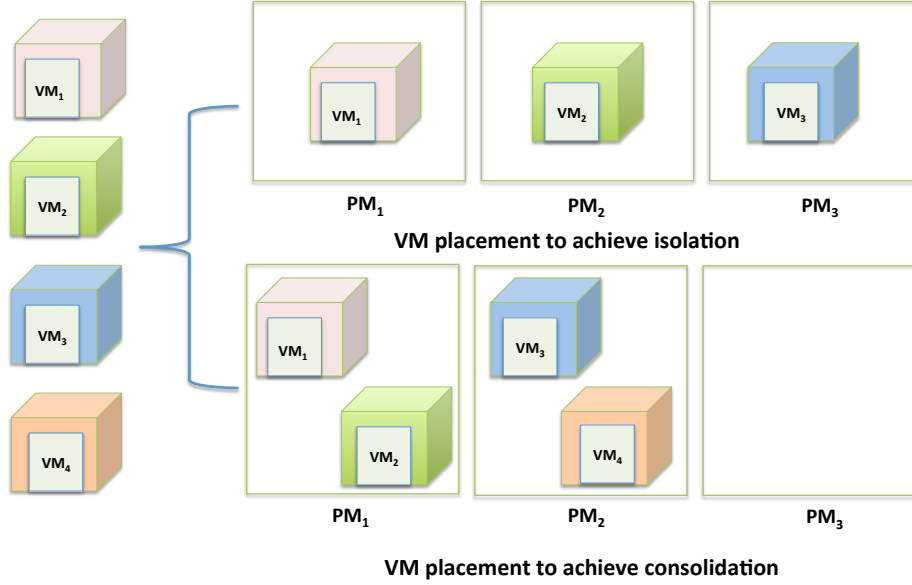 VM₁
VM₂
VM₃
VM₄
VM₁
VM₂
VM₃
PM₁
PM₂
PM₃
VM placement to achieve isolation
VM₁
VM₂
VM₃
VM₄
PM₁
PM₂
PM₃
VM placement to achieve consolidation